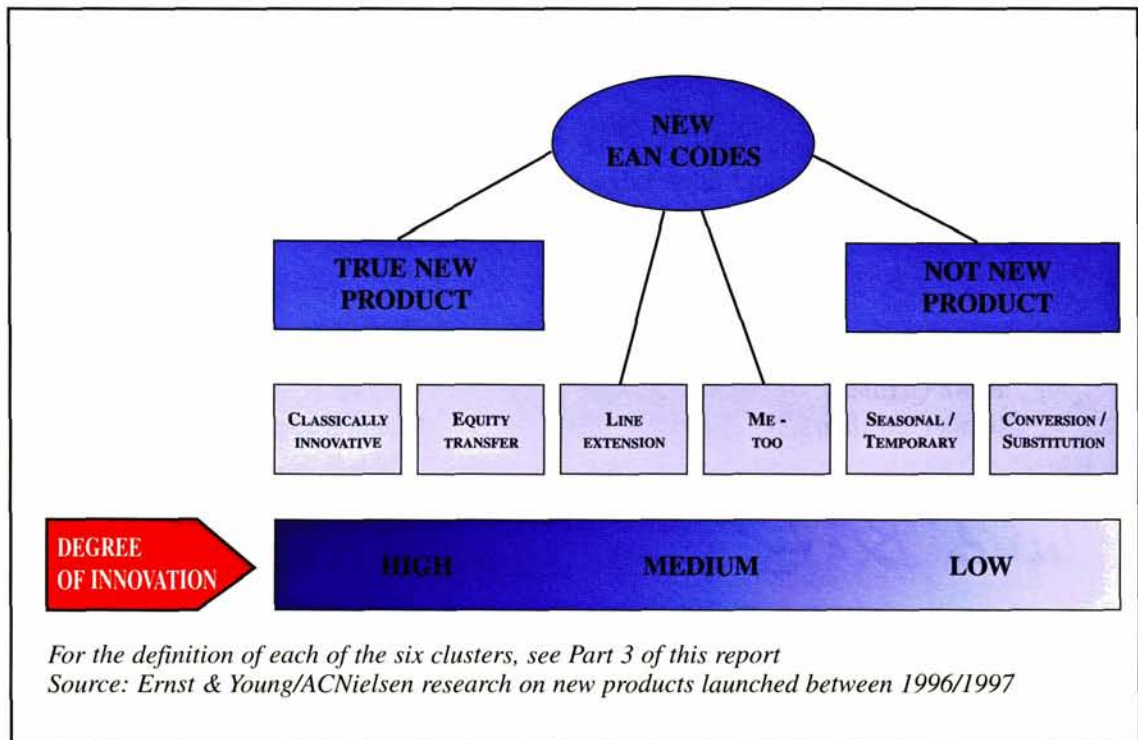 NEW
EAN CODES
TRUE NEW
PRODUCT
NOT NEW
PRODUCT
CLASSICALLY
INNOVATIVE
EQUITY
TRANSFER
LINE
EXTENSION
ME -
TOO
SEASONAL /
TEMPORARY
CONVERSION /
SUBSTITUTION
DEGREE
OF INNOVATION
HIGH
MEDIUM
LOW
For the definition of each of the six clusters, see Part 3 of this report
Source: Ernst & Young/ACNielsen research on new products launched between 1996/1997